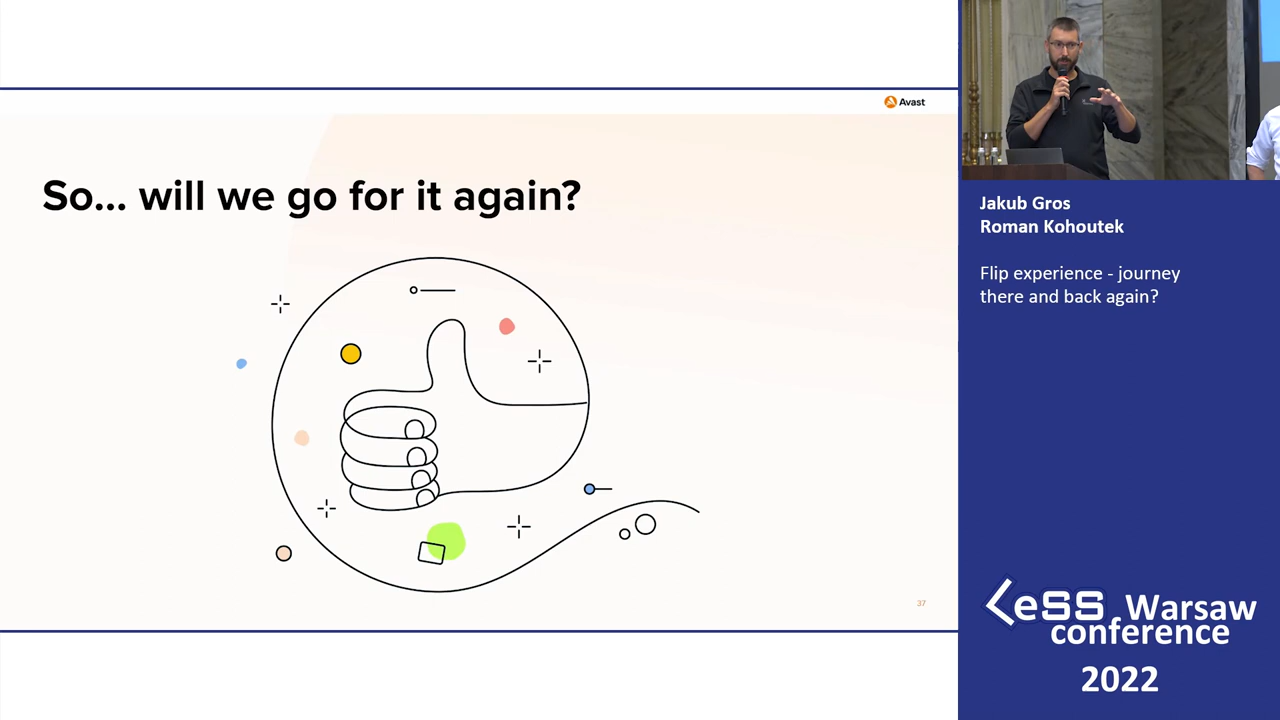 Avast
So... will we go for it again?
37
Jakub Gros
Roman Kohoutek
Flip experience - journey
there and back again?
LeSS Warsaw
conference
2022